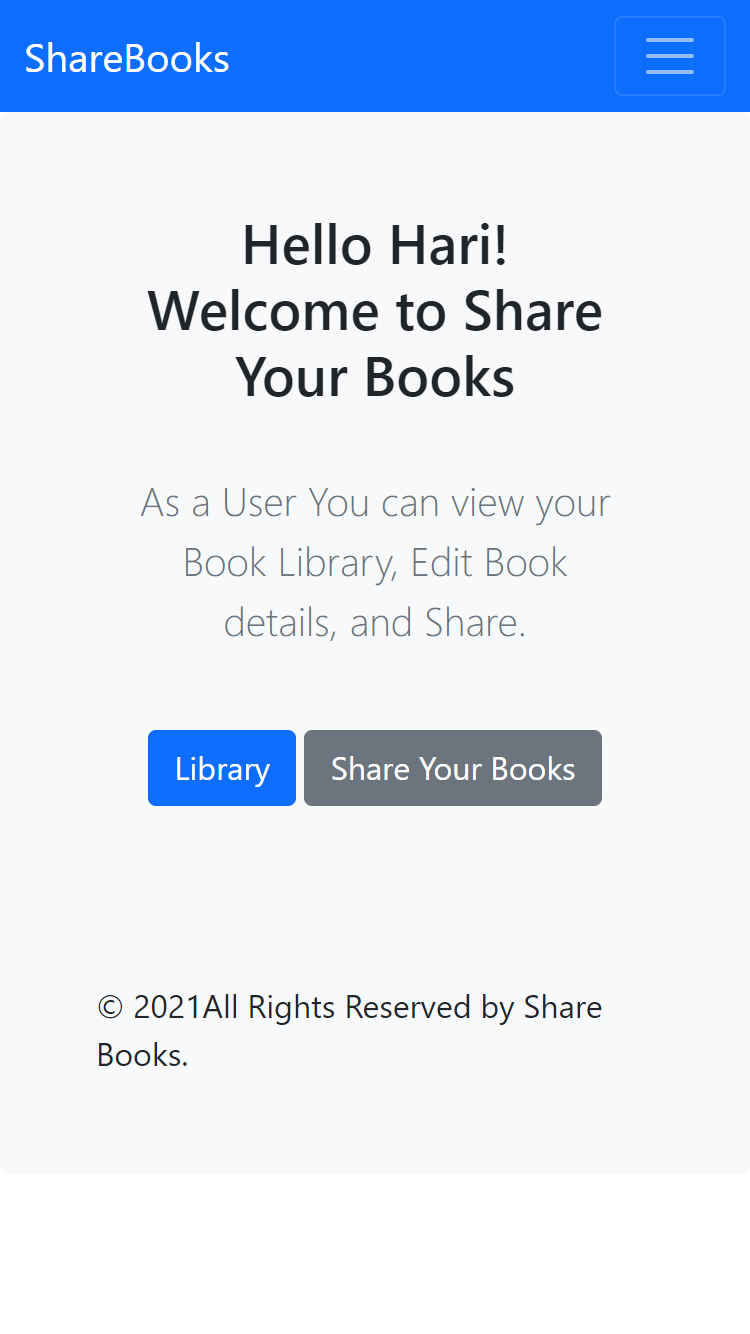 ShareBooks
Hello Hari!
Welcome to Share
Your Books
As a User You can view your
Book Library, Edit Book
details, and Share.
Library
Share Your Books
© 2021All Rights Reserved by Share
Books.